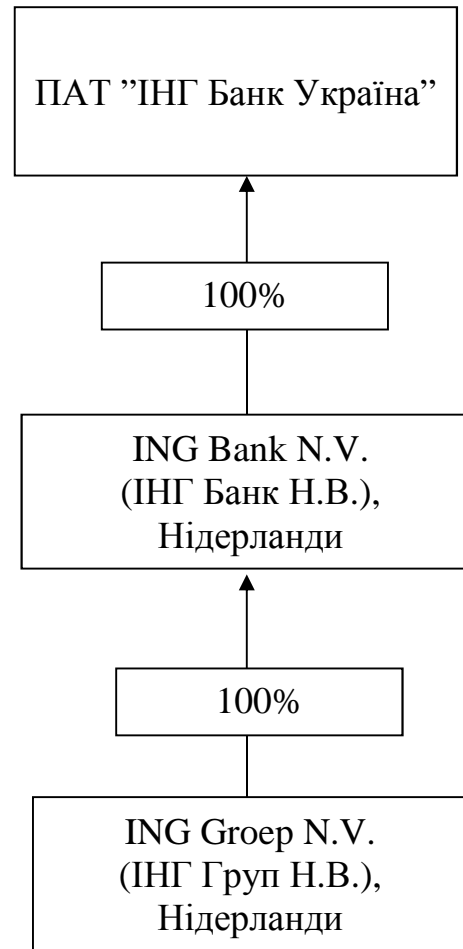 ПАТ ”ІНГ Банк Україна”
100%
ING Bank N.V.
(ІНГ Банк Н.В.),
Нідерланди
100%
ING Groep N.V.
(ІНГ Груп Н.В.),
Нідерланди